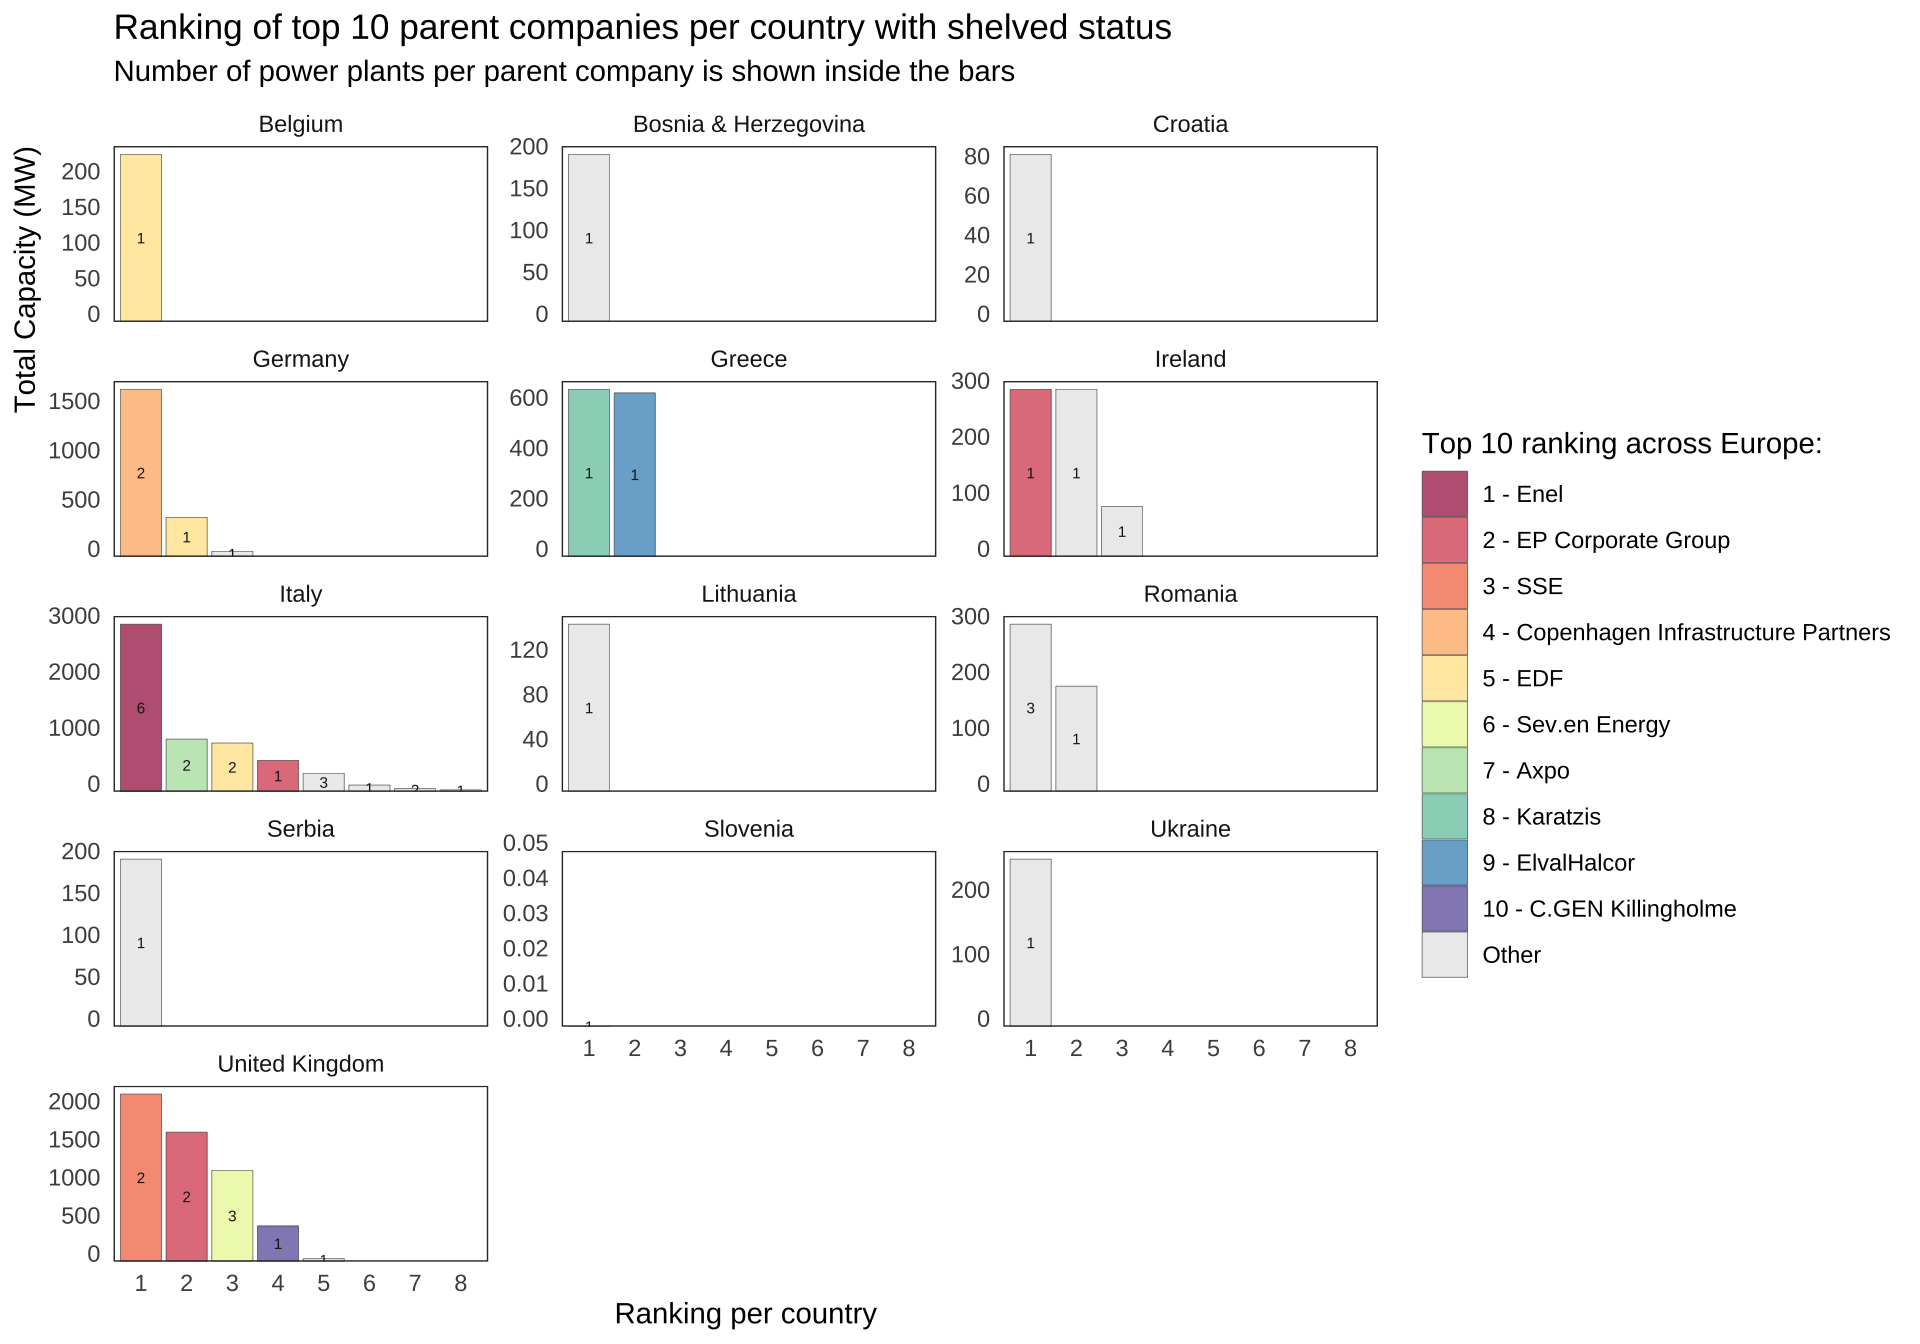 Ranking of top 10 parent companies per country with shelved status
Number of power plants per parent company is shown inside the bars
Total Capacity (MW)
Belgium
200
150
100
50
0
1
Bosnia & Herzegovina
200
150
100
50
0
1
Croatia
80
60
40
20
0
1
Germany
1500
1000
500
0
2
1
1
Greece
600
400
200
0
1
1
Ireland
300
200
100
0
1
1
1
Italy
3000
2000
1000
0
6
2
2
1
3
1
2
1
Lithuania
120
80
40
0
1
Romania
300
200
100
0
3
1
Serbia
200
150
100
50
0
1
Slovenia
0.05
0.04
0.03
0.02
0.01
0.00
1
1 2 3 4 5 6 7 8
Ukraine
200
100
0
1
1 2 3 4 5 6 7 8
United Kingdom
2000
1500
1000
500
0
2
2
3
1
1
1 2 3 4 5 6 7 8
Ranking per country
Top 10 ranking across Europe:
1 - Enel
2 - EP Corporate Group
3 - SSE
4 - Copenhagen Infrastructure Partners
5 - EDF
6 - Sev.en Energy
7 - Axpo
8 - Karatzis
9 - ElvalHalcor
10 - C.GEN Killingholme
Other